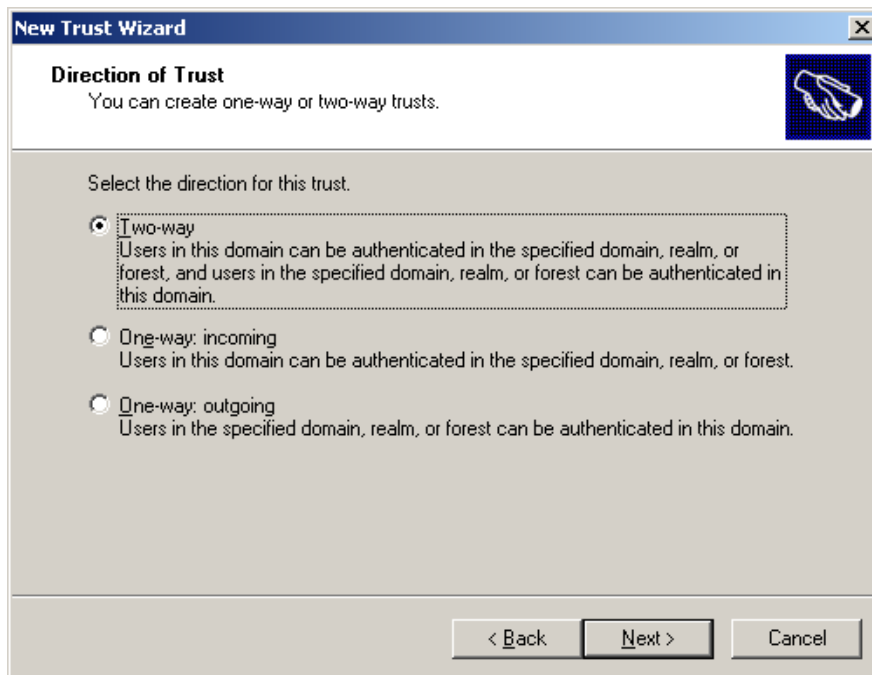 New Trust Wizard
Direction of Trust
You can create one-way or two-way trusts.
Select the direction for this trust.
Two-way
Users in this domain can be authenticated in the specified domain, realm, or
forest, and users in the specified domain, realm, or forest can be authenticated in
this domain.
One-way: incoming
Users in this domain can be authenticated in the specified domain, realm, or forest.
One-way: outgoing
Users in the specified domain, realm, or forest can be authenticated in this domain.
< Back Next > Cancel